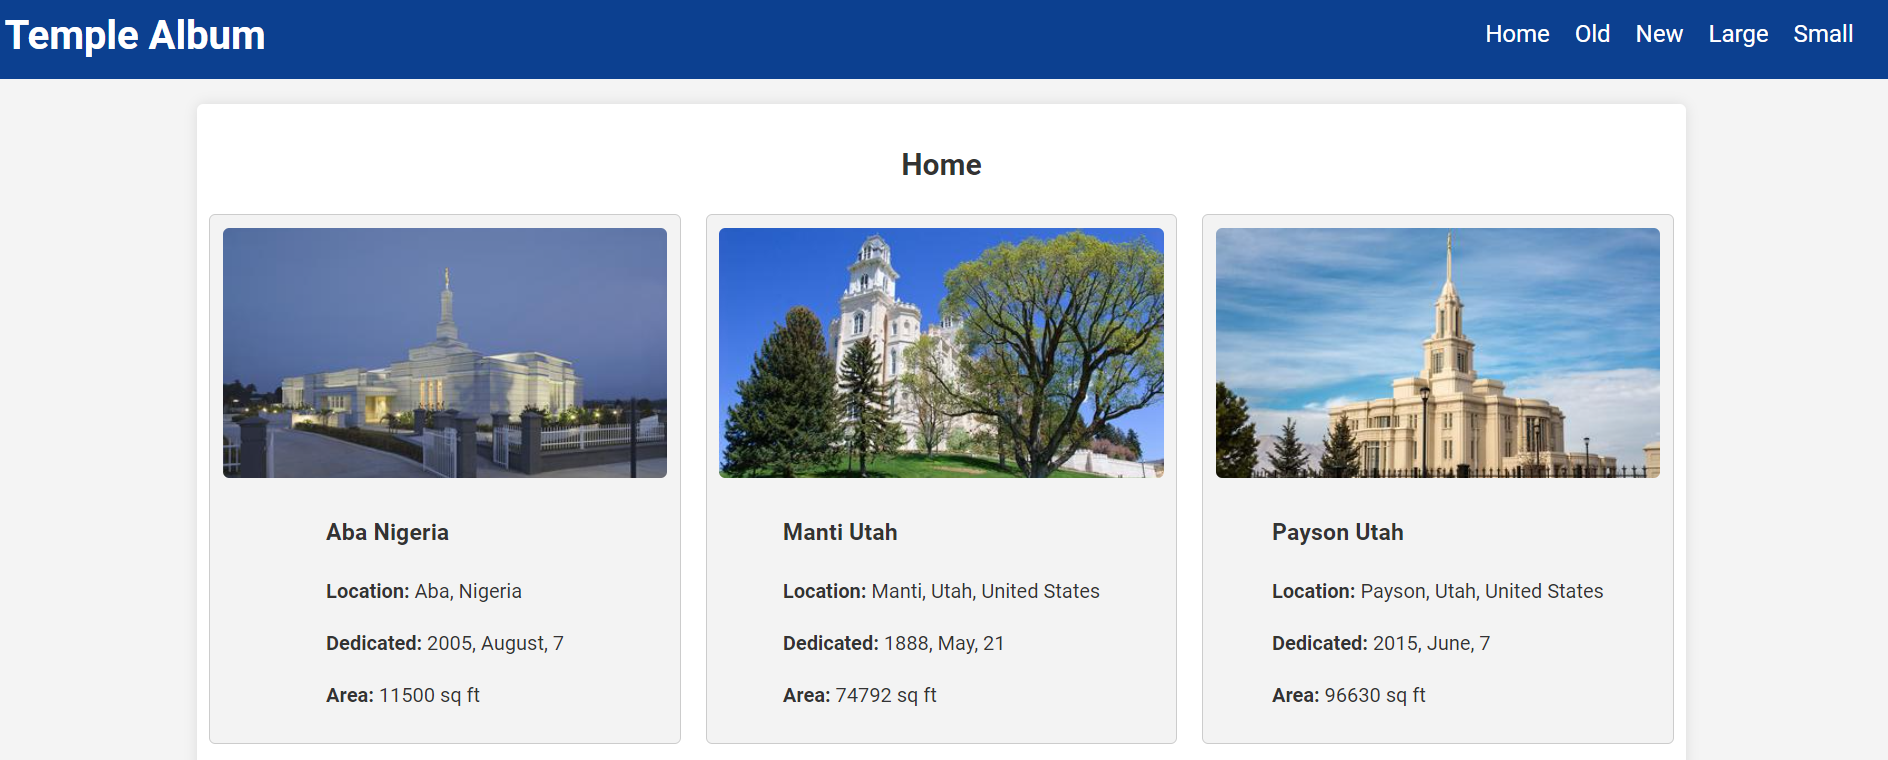 Temple Album
Home Old New Large Small
Home
Aba Nigeria
Location: Aba, Nigeria
Dedicated: 2005, August, 7
Area: 11500 sq ft
Manti Utah
Location: Manti, Utah, United States
Dedicated: 1888, May, 21
Area: 74792 sq ft
Payson Utah
Location: Payson, Utah, United States
Dedicated: 2015, June, 7
Area: 96630 sq ft